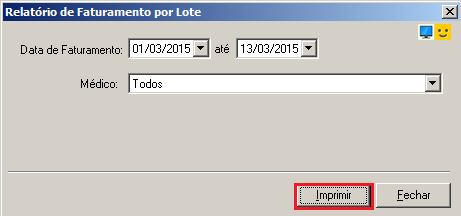 Relatório de Faturamento por Lote
Data de Faturamento: 01/03/2015 até 13/03/2015
Médico: Todos
Imprimir Fechar